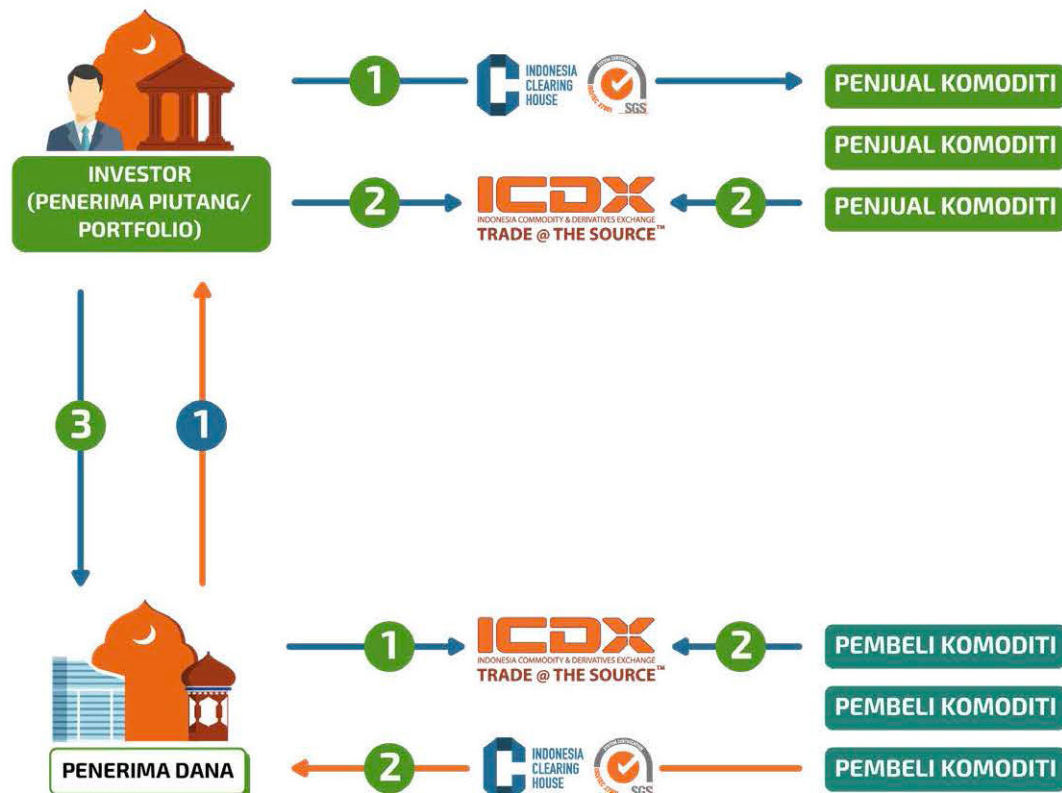 1
INDONESIA
CLEARING
HOUSE
SGS
PENJUAL KOMODITI
PENJUAL KOMODITI
INVESTOR
(PENERIMA PIUTANG/
PORTFOLIO)
2
ICDX
INDONESIA COMMODITY & DERIVATIVES EXCHANGE
TRADE @ THE SOURCE™
2
PENJUAL KOMODITI
3
1
1
ICDX
INDONESIA COMMODITY & DERIVATIVES EXCHANGE
TRADE @ THE SOURCE™
2
PEMBELI KOMODITI
PEMBELI KOMODITI
PENERIMA DANA
2
INDONESIA
CLEARING
HOUSE
SGS
PEMBELI KOMODITI